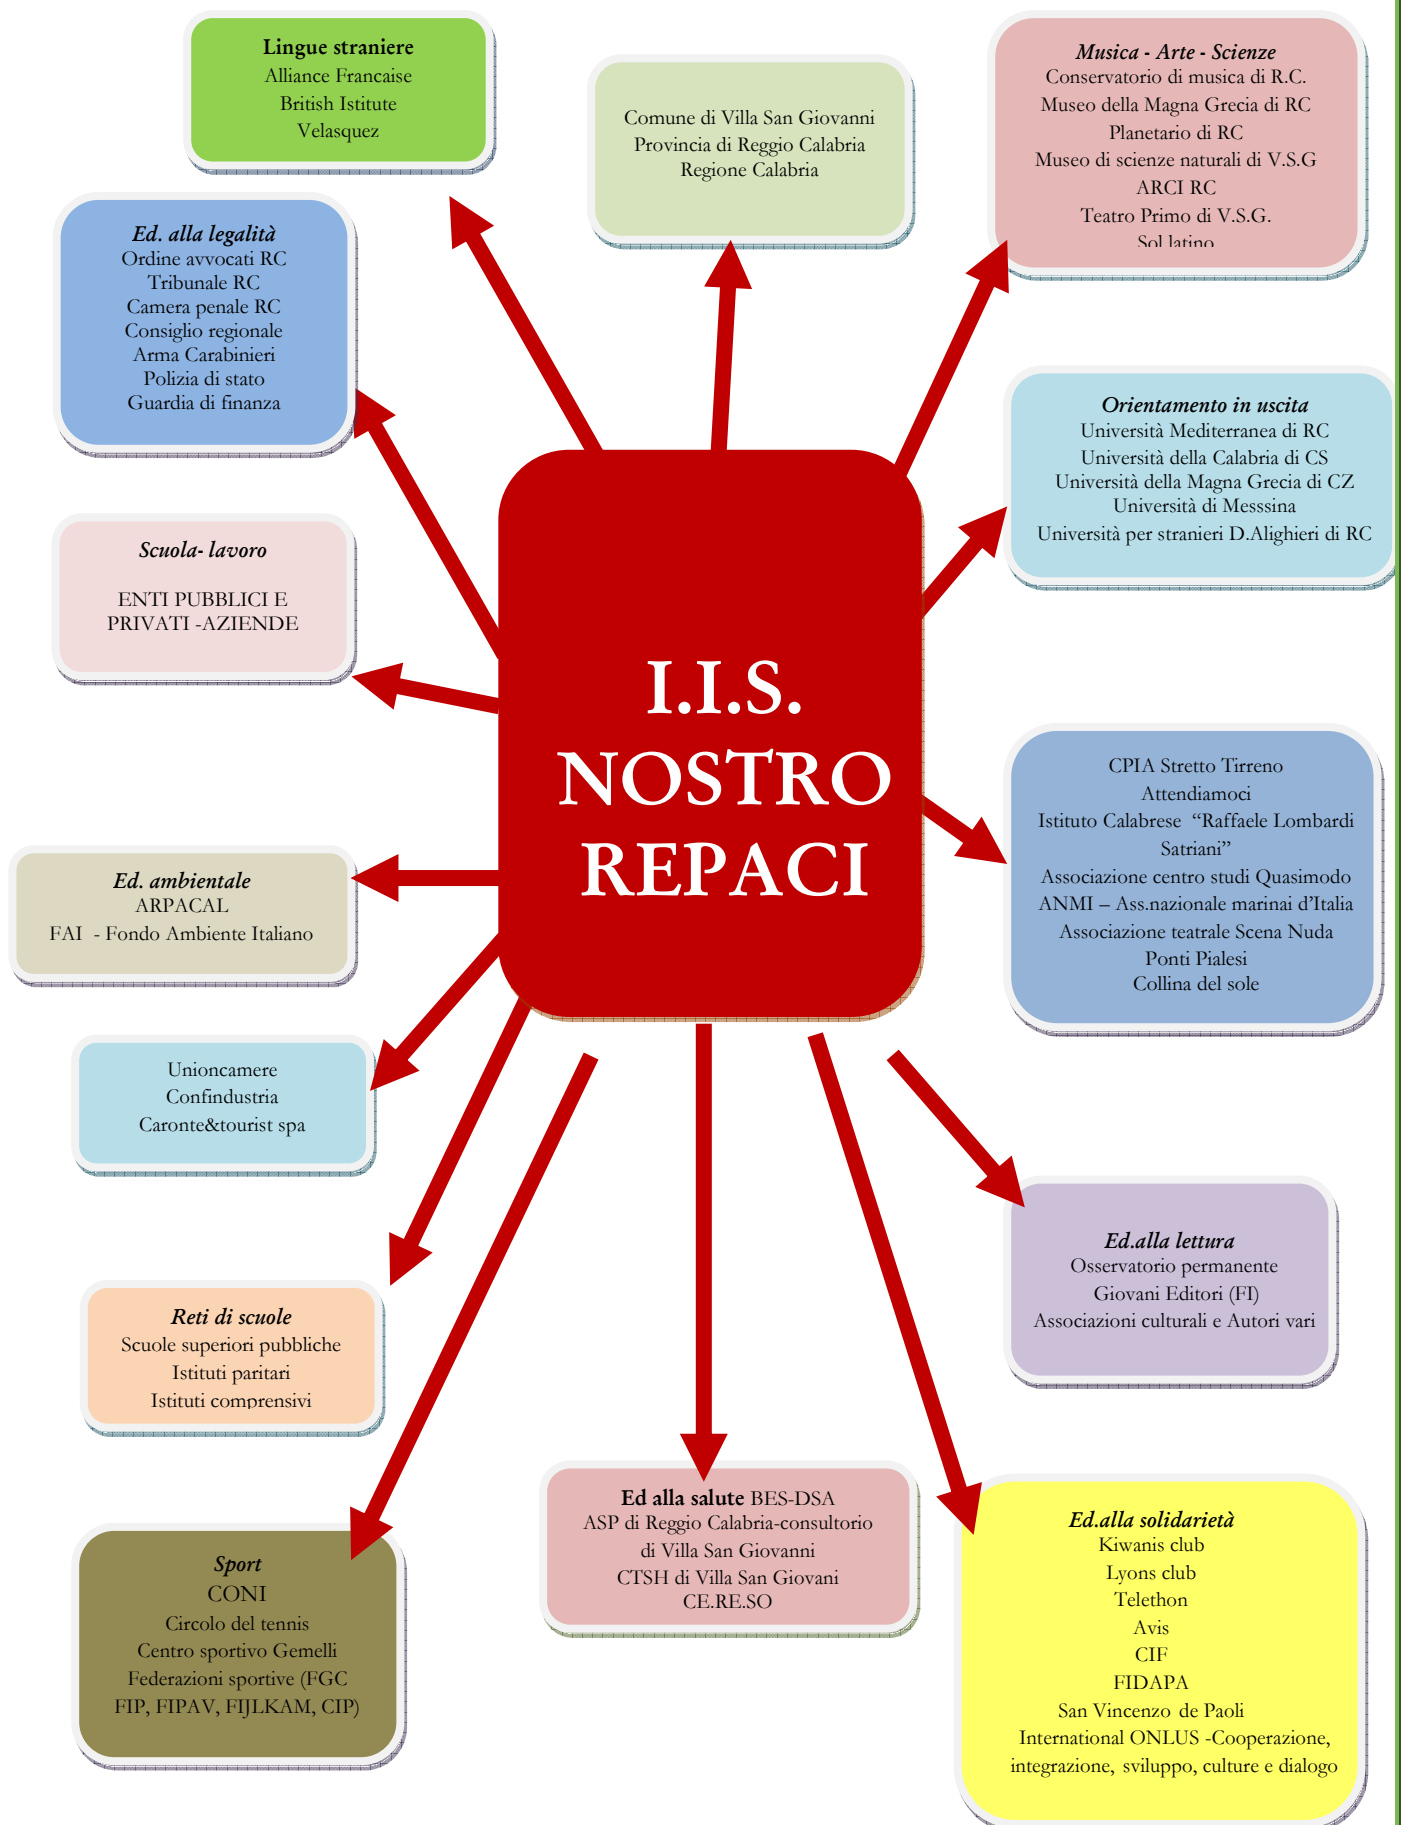 Lingue straniere
Alliance Francaise
British Istitute
Velasquez
Comune di Villa San Giovanni
Provincia di Reggio Calabria
Regione Calabria
Musica - Arte - Scienze
Conservatorio di musica di R.C.
Museo della Magna Grecia di RC
Planetario di RC
Museo di scienze naturali di V.S.G
ARCI RC
Teatro Primo di V.S.G.
Sol latino
Ed. alla legalità
Ordine avvocati RC
Tribunale RC
Camera penale RC
Consiglio regionale
Arma Carabinieri
Polizia di stato
Guardia di finanza
Orientamento in uscita
Università Mediterranea di RC
Università della Calabria di CS
Università della Magna Grecia di CZ
Università di Messsina
Università per stranieri D.Alighieri di RC
Scuola- lavoro
ENTI PUBBLICI E
PRIVATI -AZIENDE
I.I.S.
NOSTRO
REPACI
CPIA Stretto Tirreno
Attendiamoci
Istituto Calabrese “Raffaele Lombardi
Satriani”
Associazione centro studi Quasimodo
ANMI – Ass.nazionale marinai d’Italia
Associazione teatrale Scena Nuda
Ponti Pialesi
Collina del sole
Ed. ambientale
ARPACAL
FAI - Fondo Ambiente Italiano
Unioncamere
Confindustria
Caronte&tourist spa
Ed.alla lettura
Osservatorio permanente
Giovani Editori (FI)
Associazioni culturali e Autori vari
Reti di scuole
Scuole superiori pubbliche
Istituti paritari
Istituti comprensivi
Ed alla salute BES-DSA
ASP di Reggio Calabria-consultorio
di Villa San Giovanni
CTSH di Villa San Giovani
CE.RE.SO
Ed.alla solidarietà
Kiwanis club
Lyons club
Telethon
Avis
CIF
FIDAPA
San Vincenzo de Paoli
International ONLUS -Cooperazione,
integrazione, sviluppo, culture e dialogo
Sport
CONI
Circolo del tennis
Centro sportivo Gemelli
Federazioni sportive (FGC
FIP, FIPAV, FIJLKAM, CIP)